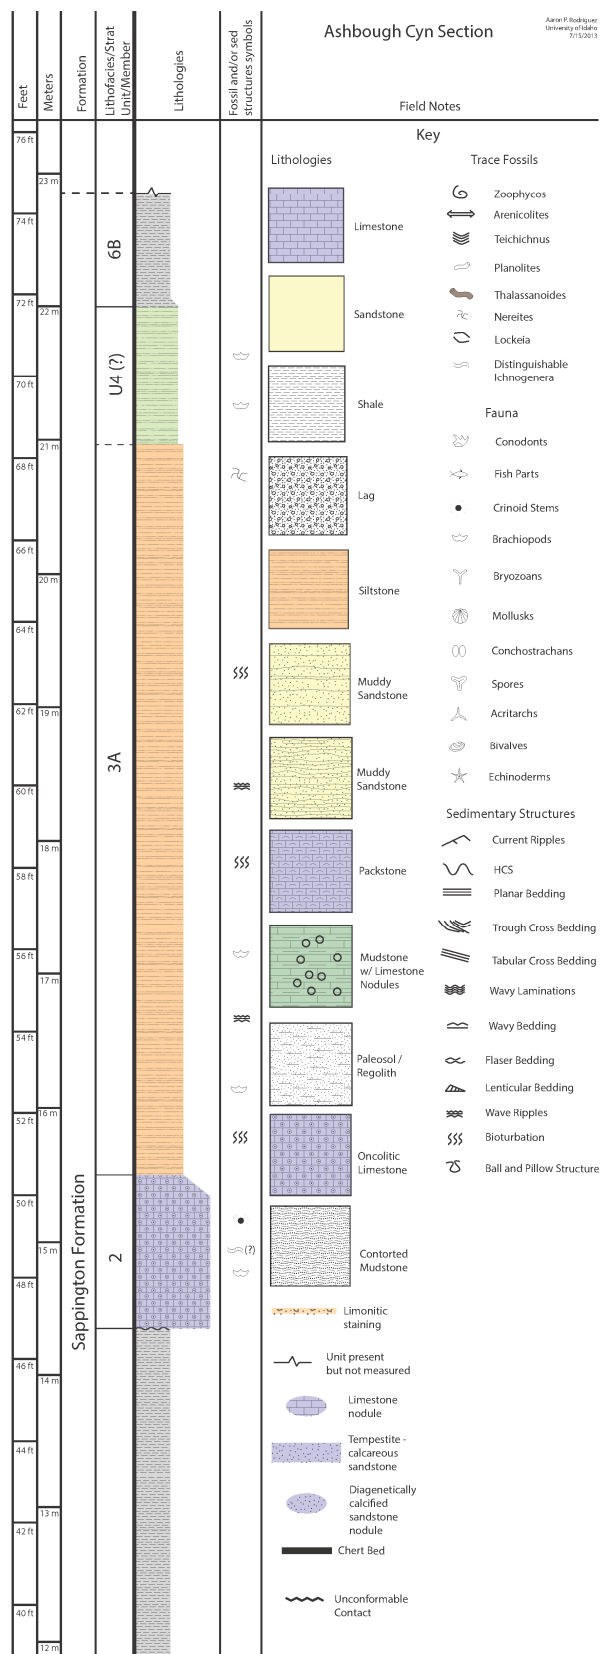 Ashbough Cyn Section
Aaron P. Rodriguez
University of Idaho
7/15/2013
Feet
Meters
Formation
Lithofacies/Strat
Unit/Member
Lithologies
Fossil and/or sed
structures symbols
Field Notes
Key
Lithologies
Limestone
Sandstone
Shale
Lag
Siltstone
Muddy
Sandstone
Muddy
Sandstone
Packstone
Mudstone
w/ Limestone
Nodules
Paleosol /
Regolith
Oncolitic
Limestone
Contorted
Mudstone
Limonitic
staining
Unit present
but not measured
Limestone
nodule
Tempestite -
calcareous
sandstone
Diagenetically
calcified
sandstone
nodule
Chert Bed
Unconformable
Contact
Trace Fossils
Zoophycos
Arenicolites
Teichichnus
Planolites
Thalassanoides
Nereites
Lockeia
Distinguishable
Ichnogenera
Fauna
Conodonts
Fish Parts
Crinoid Stems
Brachiopods
Bryozoans
Mollusks
Conchostrachans
Spores
Acritarchs
Bivalves
Echinoderms
Sedimentary Structures
Current Ripples
HCS
Planar Bedding
Trough Cross Bedding
Tabular Cross Bedding
Wavy Laminations
Wavy Bedding
Flaser Bedding
Lenticular Bedding
Wave Ripples
Bioturbation
Ball and Pillow Structure
76 ft
74 ft
72 ft
70 ft
68 ft
66 ft
64 ft
62 ft
60 ft
58 ft
56 ft
54 ft
52 ft
50 ft
48 ft
46 ft
44 ft
42 ft
40 ft
23 m
22 m
21 m
20 m
19 m
18 m
17 m
16 m
15 m
14 m
13 m
12 m
Sappington Formation
6B
U4 (?)
3A
2
(?)